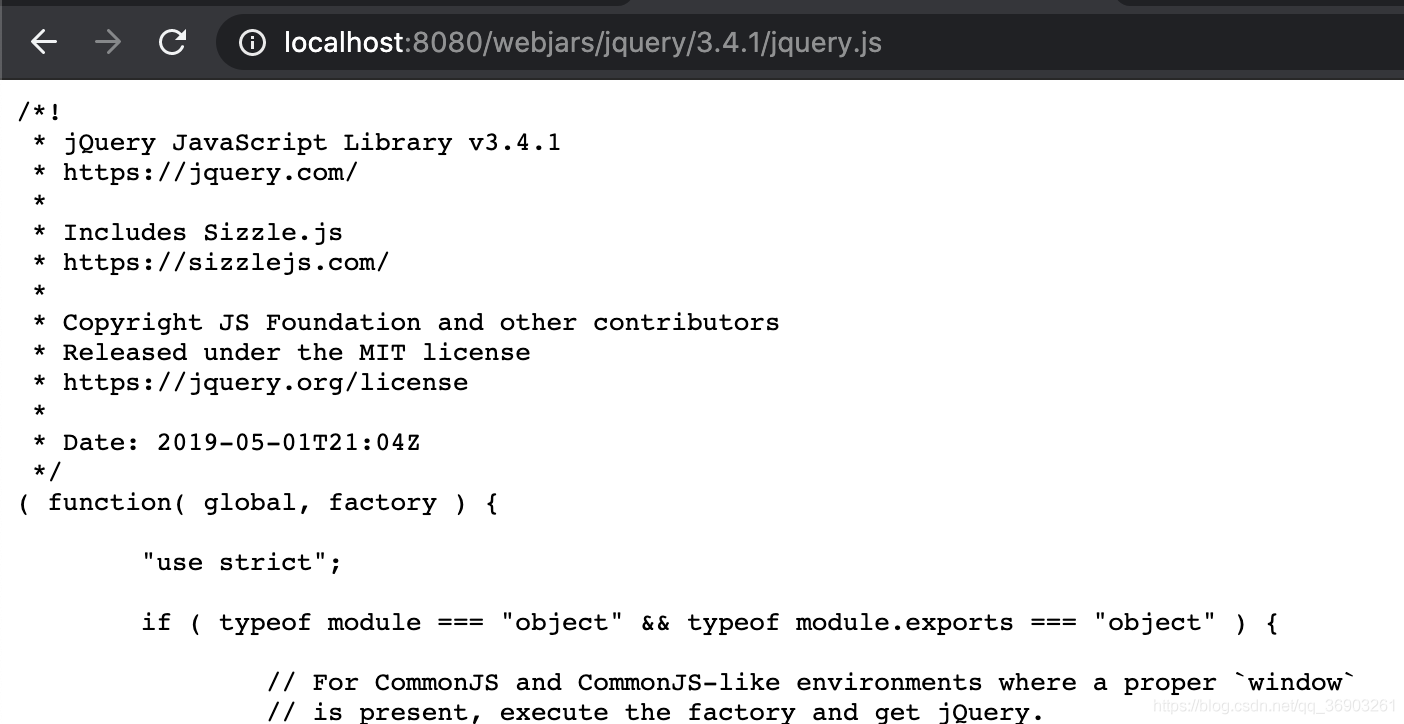 localhost:8080/webjars/jquery/3.4.1/jquery.js
/*!
 * jQuery JavaScript Library v3.4.1
 * https://jquery.com/
 *
 * Includes Sizzle.js
 * https://sizzlejs.com/
 *
 * Copyright JS Foundation and other contributors
 * Released under the MIT license
 * https://jquery.org/license
 *
 * Date: 2019-05-01T21:04Z
 */
( function( global, factory ) {
"use strict";
if ( typeof module === "object" && typeof module.exports === "object" ) {
// For CommonJS and CommonJS-like environments where a proper `window`
// is present, execute the factory and get jQuery.
https://blog.csdn.net/qq_36903261